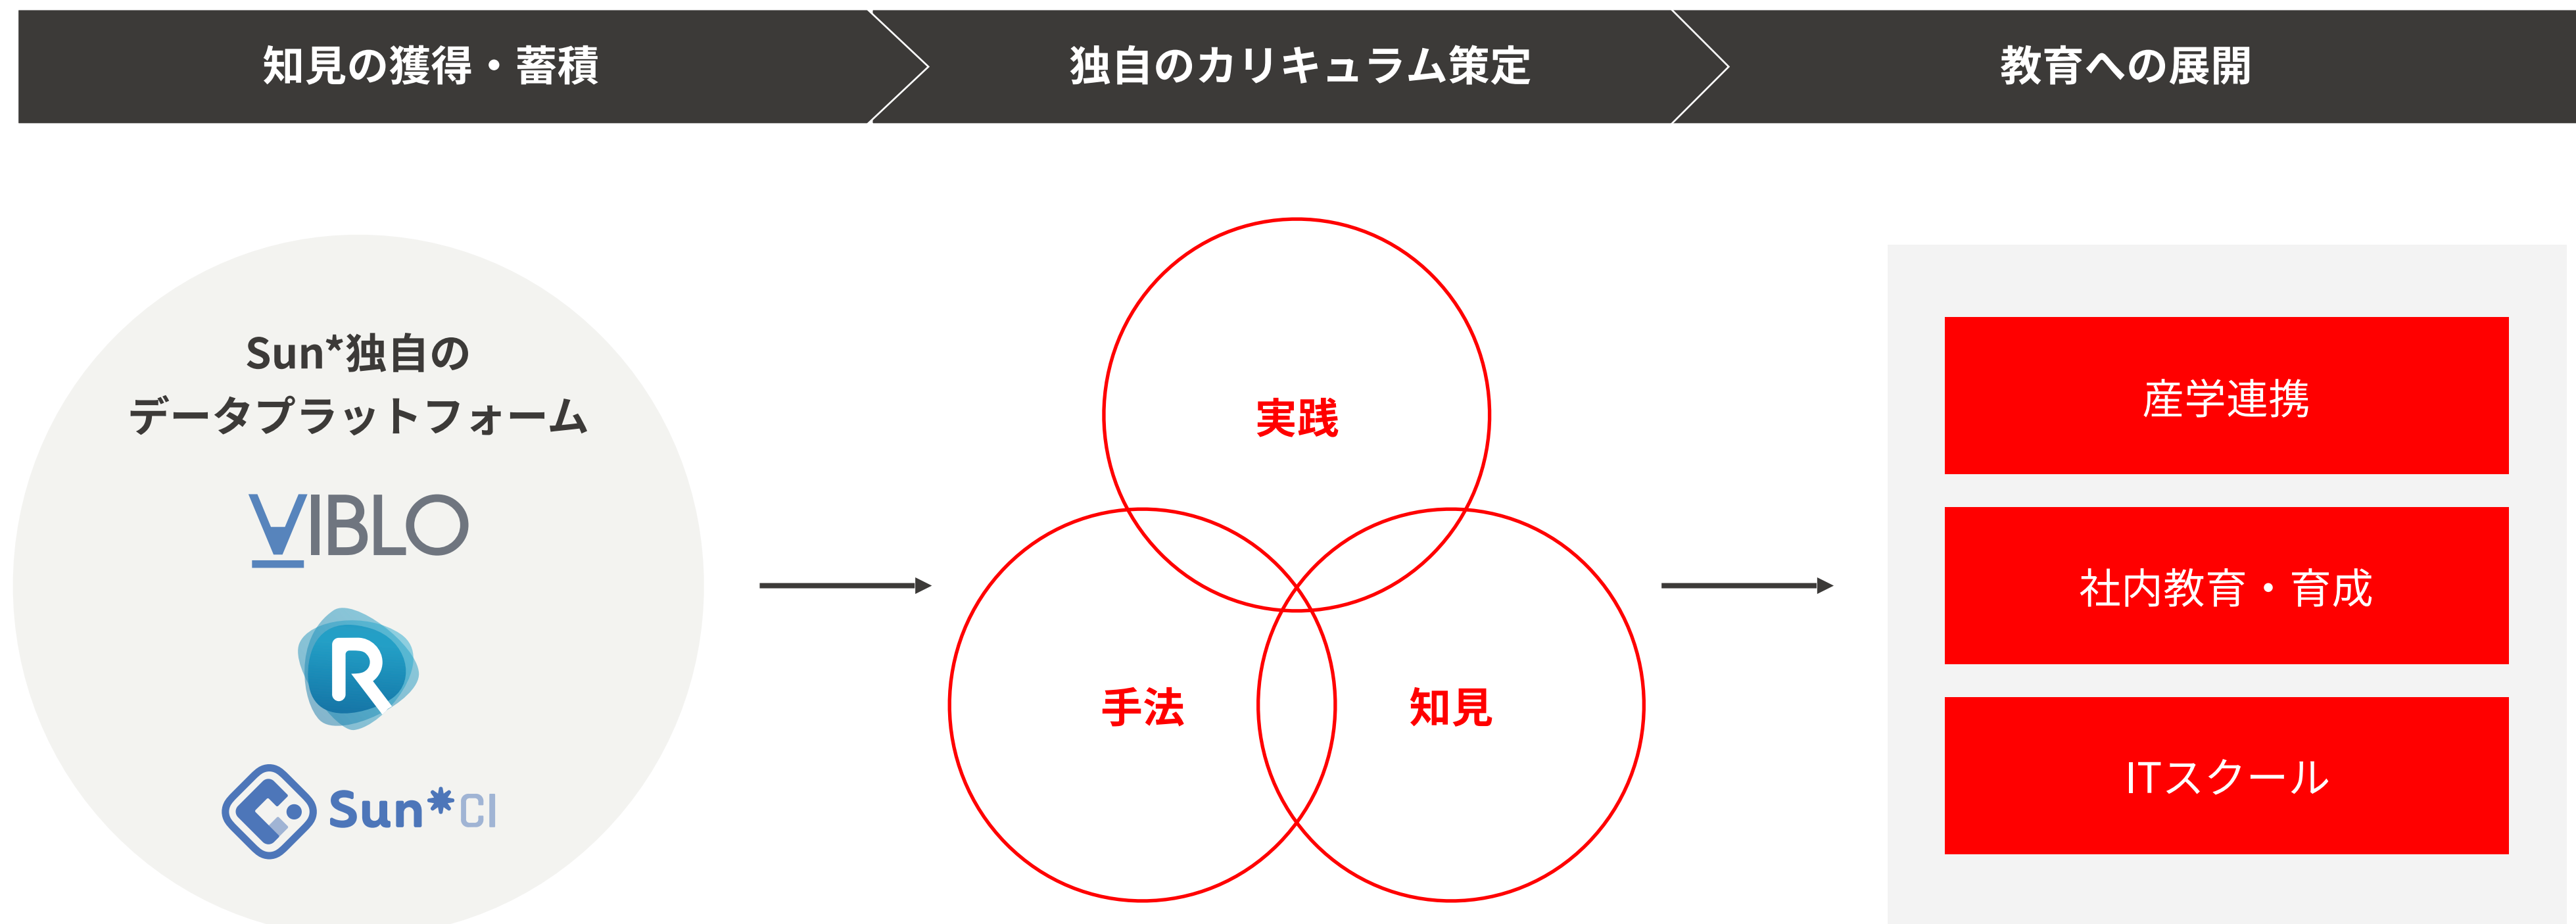 知見の獲得・蓄積
独自のカリキュラム策定
教育への展開
Sun*独自の
データプラットフォーム
VIBLO
R
Sun*CI
実践
手法
知見
産学連携
社内教育・育成
ITスクール